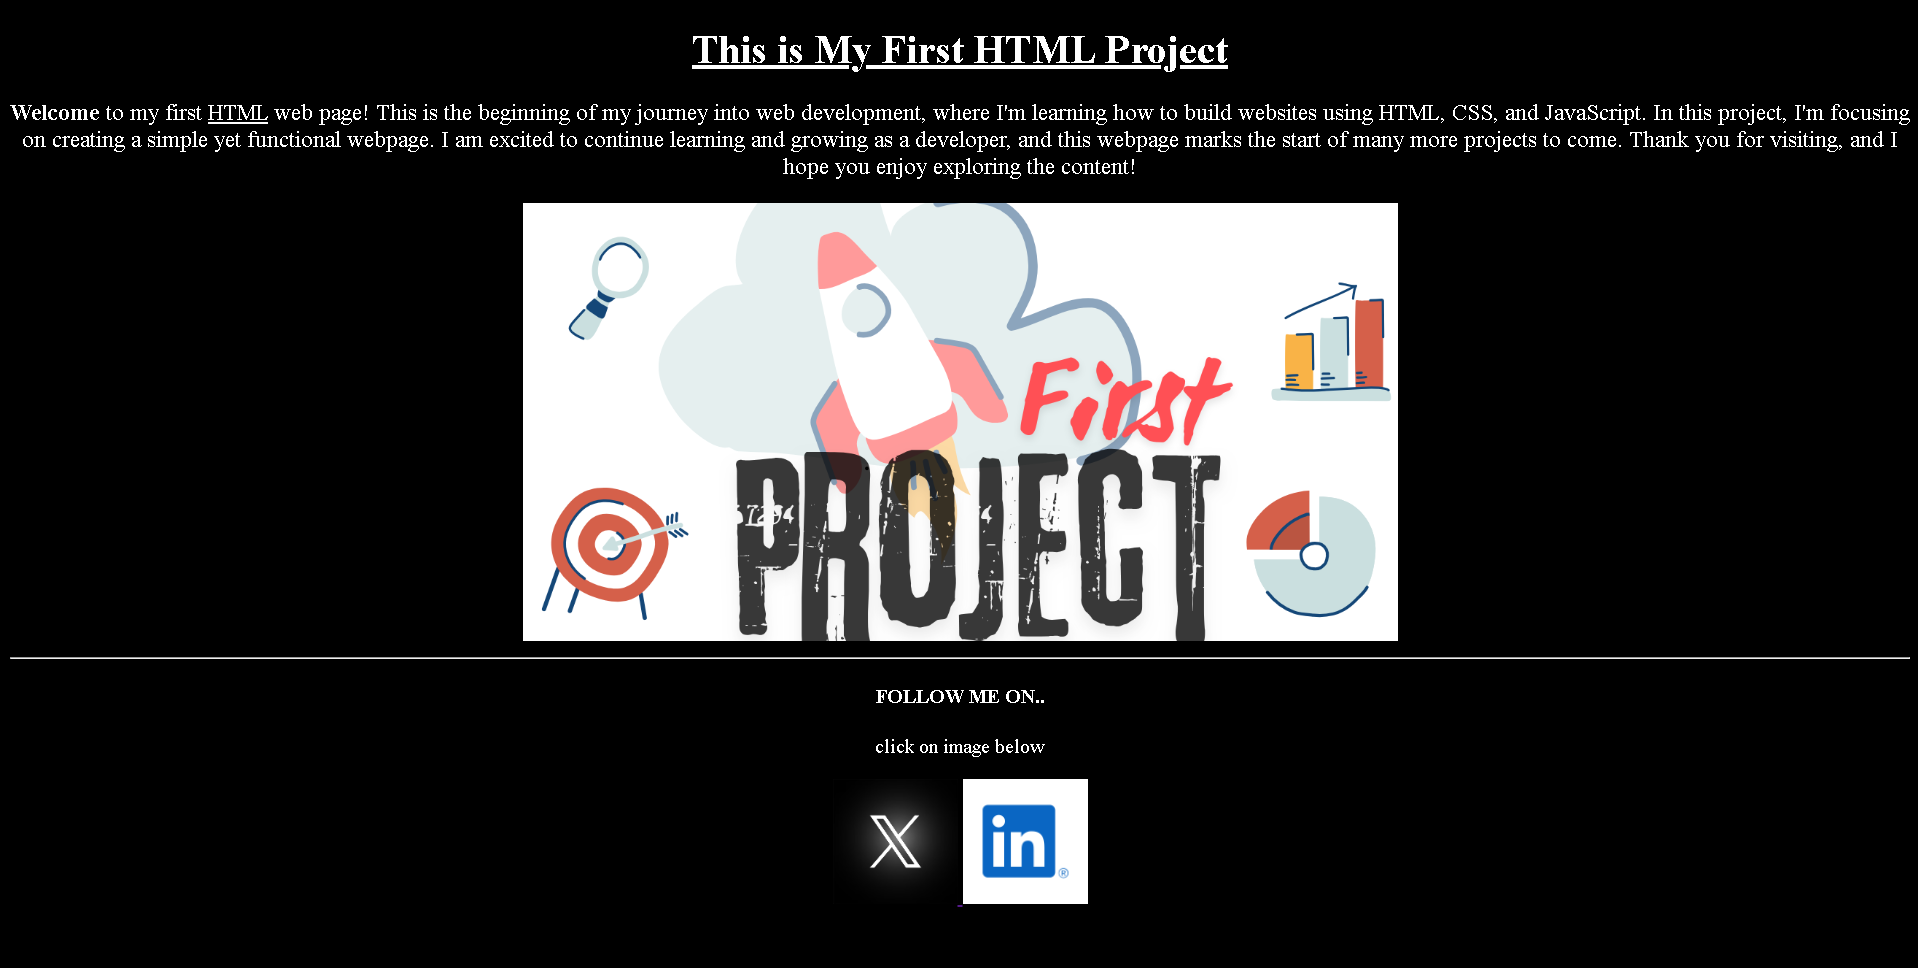 This is My First HTML Project
Welcome to my first HTML web page! This is the beginning of my journey into web development, where I'm learning how to build websites using HTML, CSS, and JavaScript. In this project, I'm focusing
on creating a simple yet functional webpage. I am excited to continue learning and growing as a developer, and this webpage marks the start of many more projects to come. Thank you for visiting, and I
hope you enjoy exploring the content!
First
PROJECT
FOLLOW ME ON..
click on image below
X in®